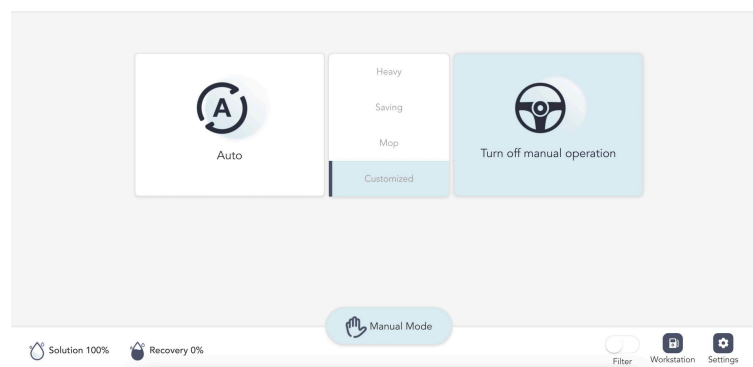 A
Auto
Heavy
Saving
Mop
Customized
Turn off manual operation
Manual Mode
Solution 100%
Recovery 0%
Filter
Workstation
Settings